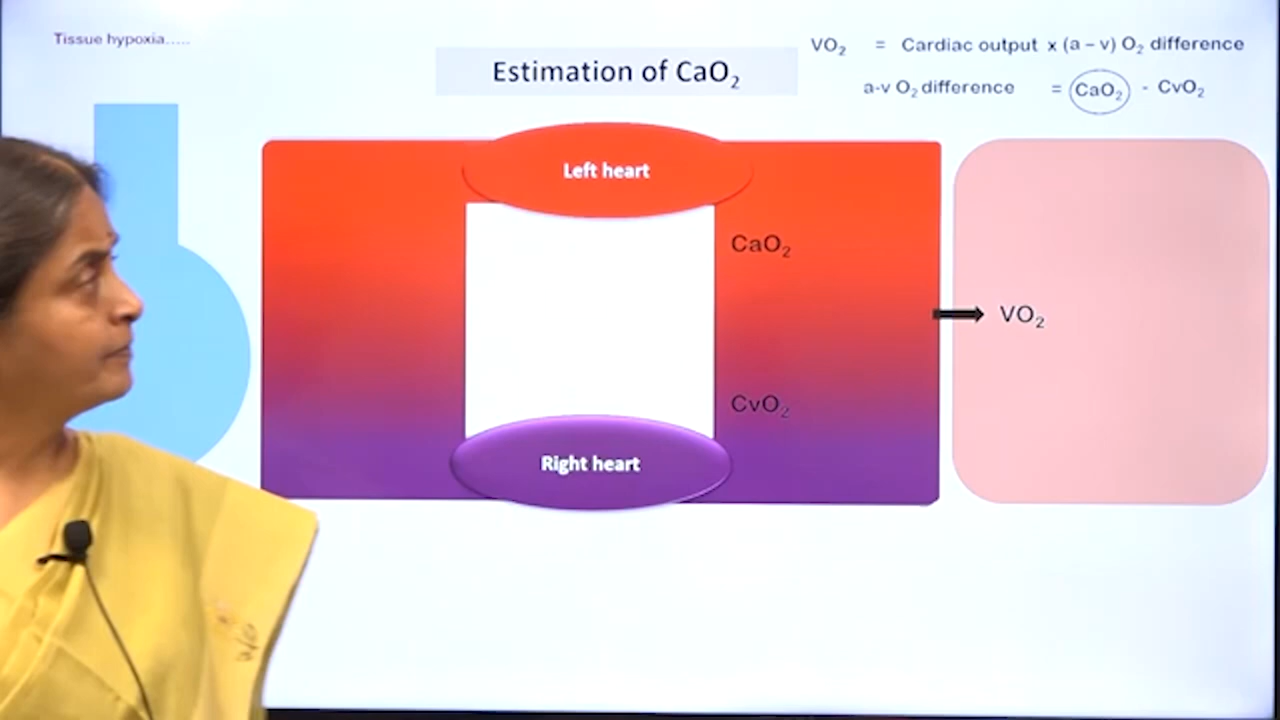 Tissue hypoxia.....
Estimation of CaO₂
VO₂ = Cardiac output x (a – v) O₂ difference
a-v O₂ difference = CaO₂ - CvO₂
Left heart
CaO₂
VO₂
CvO₂
Right heart